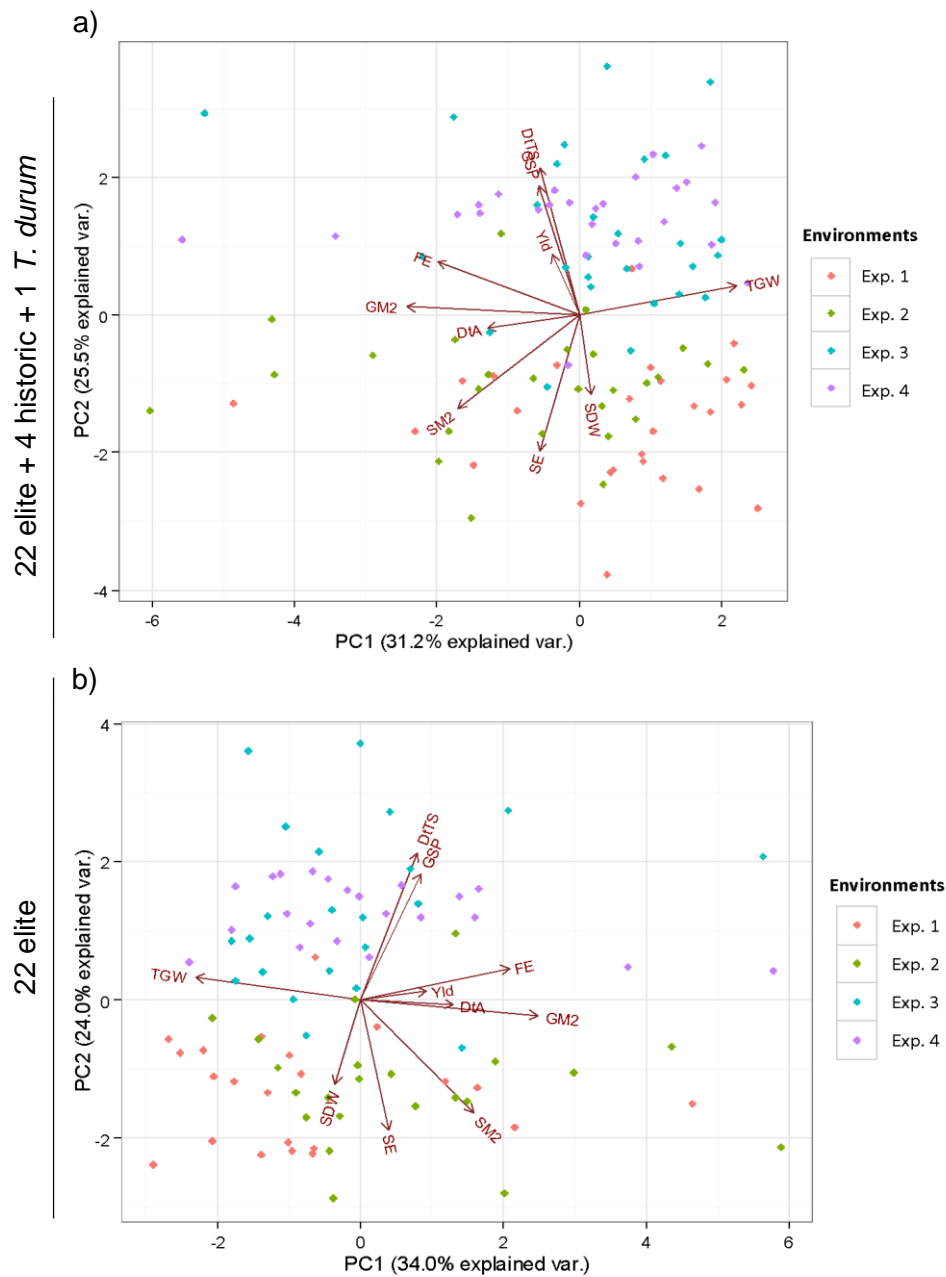 a)
22 elite + 4 historic + 1 T. durum
PC2 (25.5% explained var.)
2
0
-2
-4
DtTS
GSP
Yld
FE
GM2
DtA
SM2
SE
SDW
TGW
-6
-4
-2
0
2
PC1 (31.2% explained var.)
Environments
Exp. 1
Exp. 2
Exp. 3
Exp. 4
b)
22 elite
PC2 (24.0% explained var.)
4
2
0
-2
DtTS
GSP
FE
TGW
Yld
DtA
GM2
SDW
SE
SM2
-2
0
2
4
6
PC1 (34.0% explained var.)
Environments
Exp. 1
Exp. 2
Exp. 3
Exp. 4